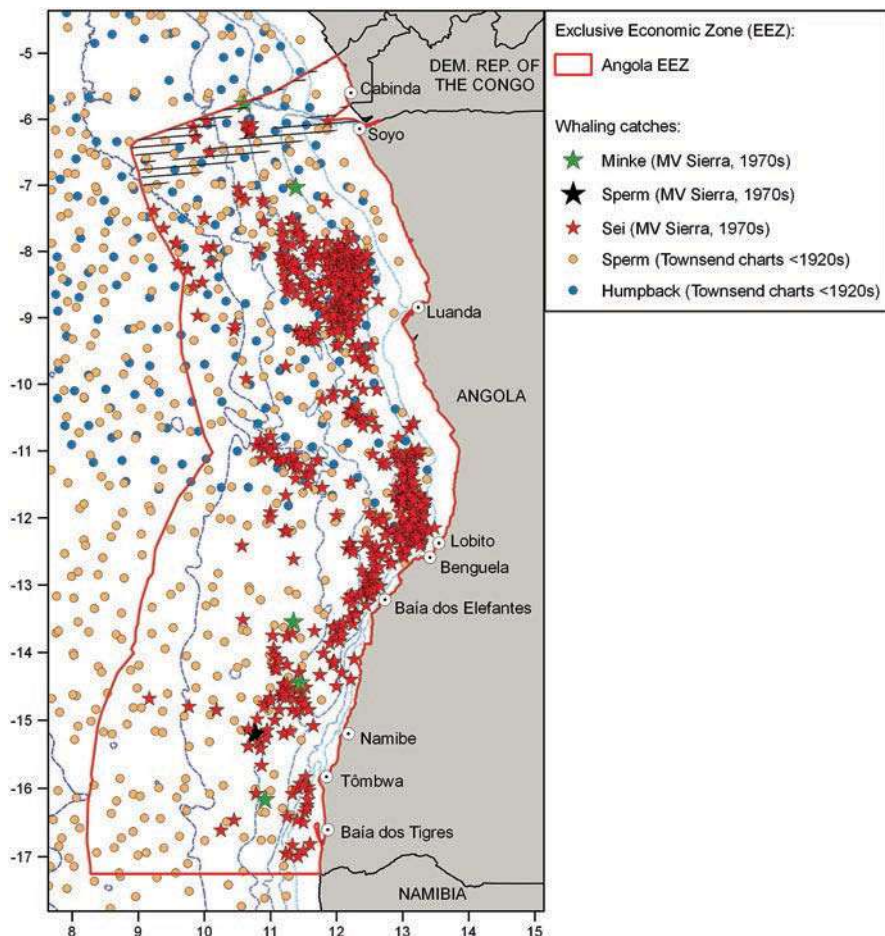 -5
-6
-7
-8
-9
-10
-11
-12
-13
-14
-15
-16
-17
8 9 10 11 12 13 14 15
DEM. REP. OF
THE CONGO
Cabinda
Soyo
Luanda
ANGOLA
Lobito
Benguela
Baía dos Elefantes
Namibe
Tômbwa
Baía dos Tigres
NAMIBIA
Exclusive Economic Zone (EEZ):
Angola EEZ
Whaling catches:
Minke (MV Sierra, 1970s)
Sperm (MV Sierra, 1970s)
Sei (MV Sierra, 1970s)
Sperm (Townsend charts <1920s)
Humpback (Townsend charts <1920s)